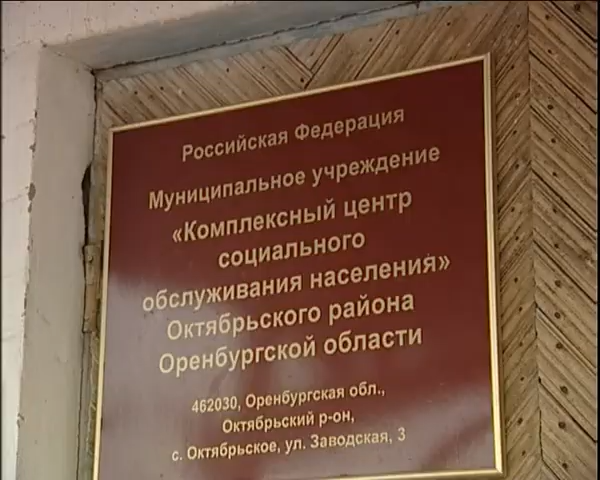 Российская Федерация
Муниципальное учреждение
«Комплексный центр
социального
обслуживания населения»
Октябрьского района
Оренбургской области
462030, Оренбургская обл.,
Октябрьский р-он,
с. Октябрьское, ул. Заводская, 3